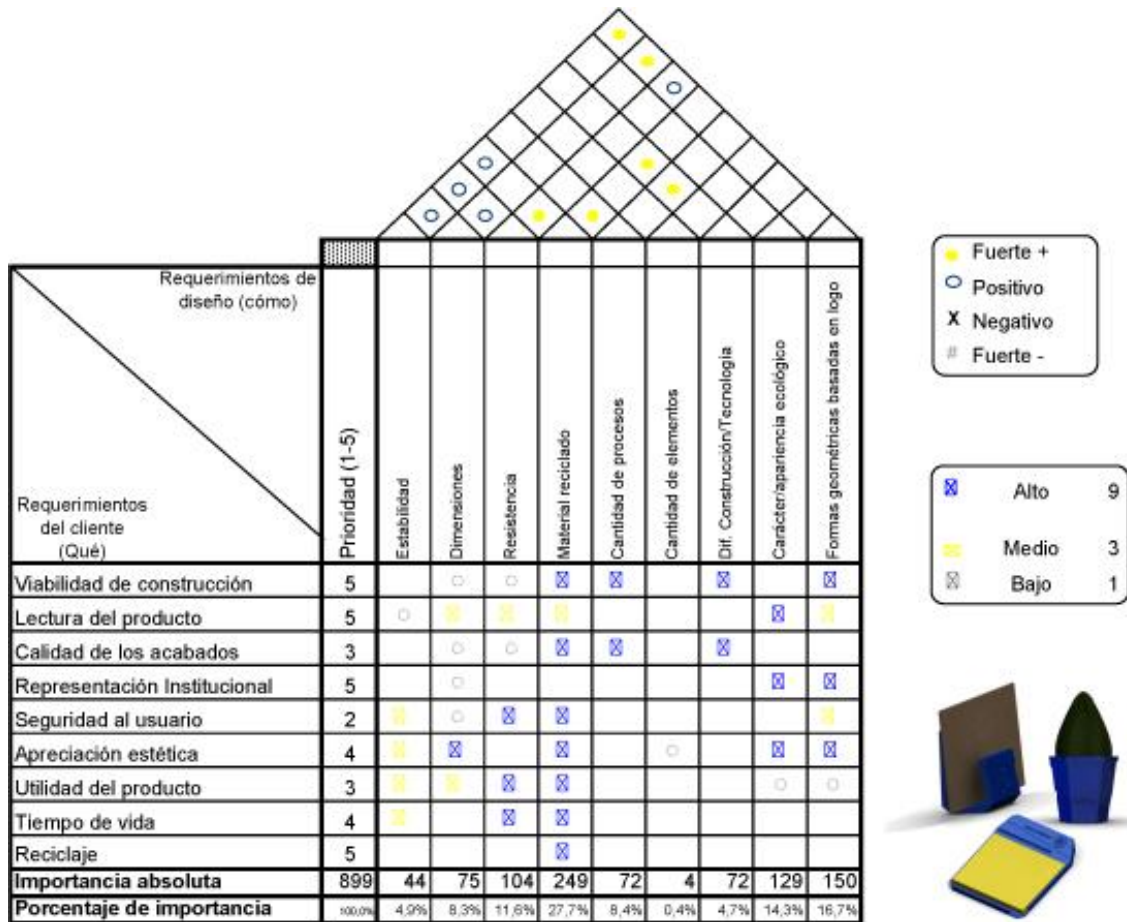 Requerimientos de
diseño (cómo)
Requerimientos
del cliente
(Qué)
Prioridad (1-5)
Estabilidad
Dimensiones
Resistencia
Material reciclado
Cantidad de procesos
Cantidad de elementos
Dif. Construcción/Tecnología
Carácter/apariencia ecológico
Formas geométricas basadas en logo
Viabilidad de construcción 5
Lectura del producto 5
Calidad de los acabados 3
Representación Institucional 5
Seguridad al usuario 2
Apreciación estética 4
Utilidad del producto 3
Tiempo de vida 4
Reciclaje 5
Importancia absoluta 899 44 75 104 249 72 4 72 129 150
Porcentaje de importancia 100,0% 4,9% 8,3% 11,6% 27,7% 8,4% 0,4% 4,7% 14,3% 16,7%
Fuerte +
Positivo
X Negativo
# Fuerte -
Alto 9
Medio 3
Bajo 1